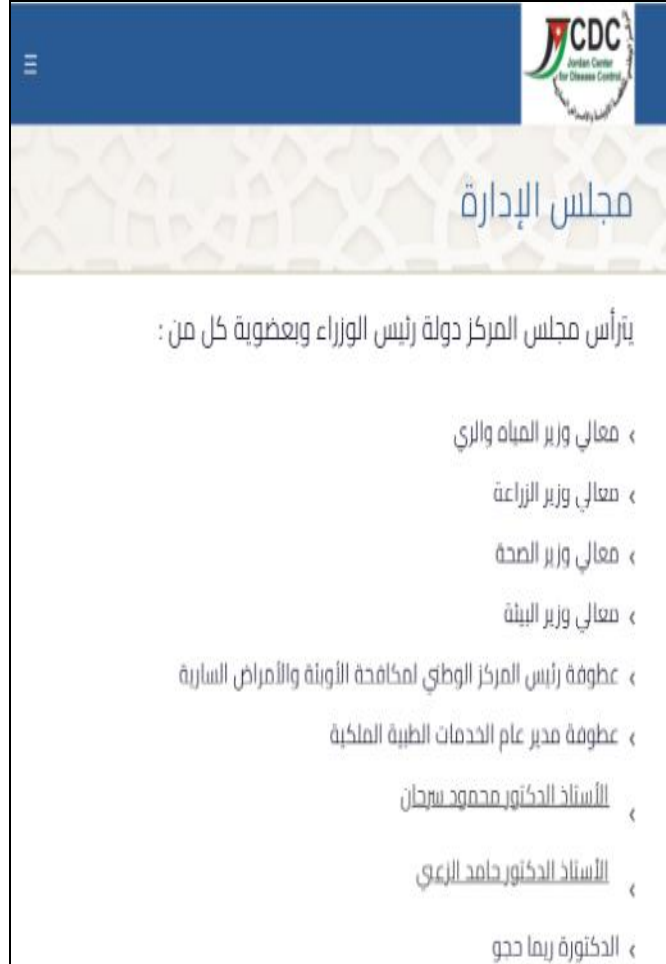 JCDC
Jordan Center
for Disease Control
مجلس الإدارة
يترأس مجلس المركز دولة رئيس الوزراء وبعضوية كل من :
معالي وزير المياه والري
معالي وزير الزراعة
معالي وزير الصحة
معالي وزير البيئة
عطوفة رئيس المركز الوطني لمكافحة الأوبئة والأمراض السارية
عطوفة مدير عام الخدمات الطبية الملكية
الأستاذ الدكتور محمود سرحان
الأستاذ الدكتور حامد الزعبي
الدكتورة ريما حجو